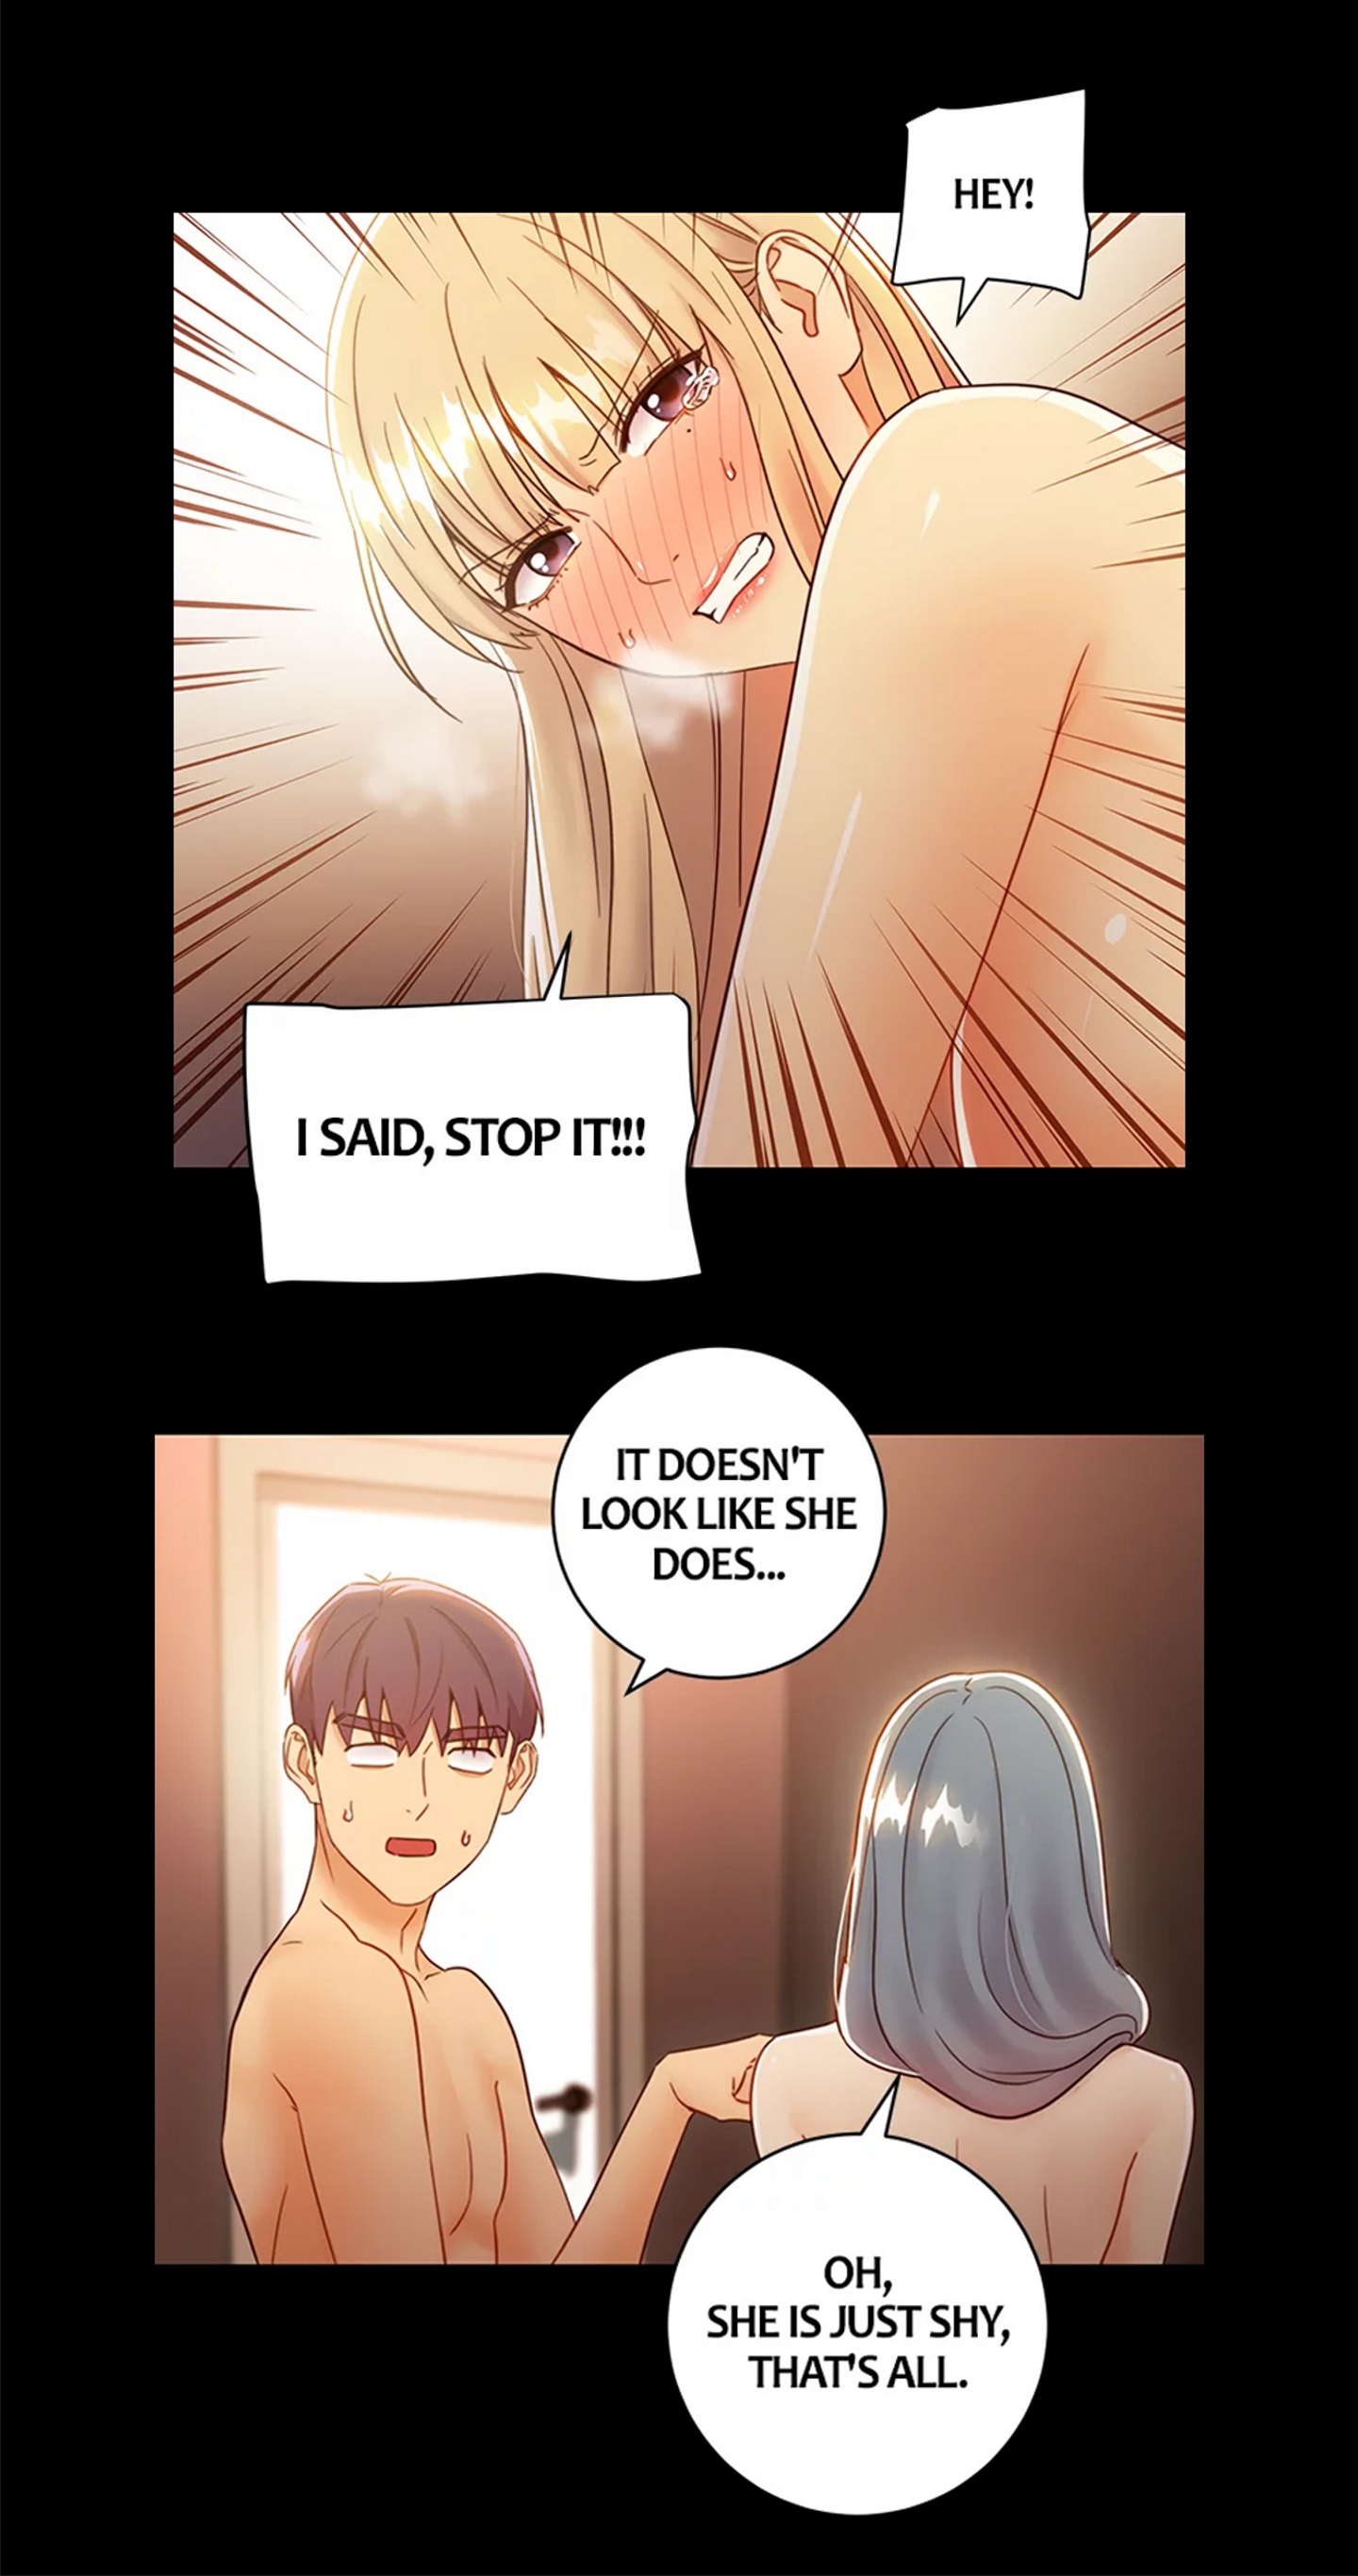 HEY!
I SAID, STOP IT!!!
IT DOESN'T
LOOK LIKE SHE
DOES...
OH,
SHE IS JUST SHY,
THAT'S ALL.